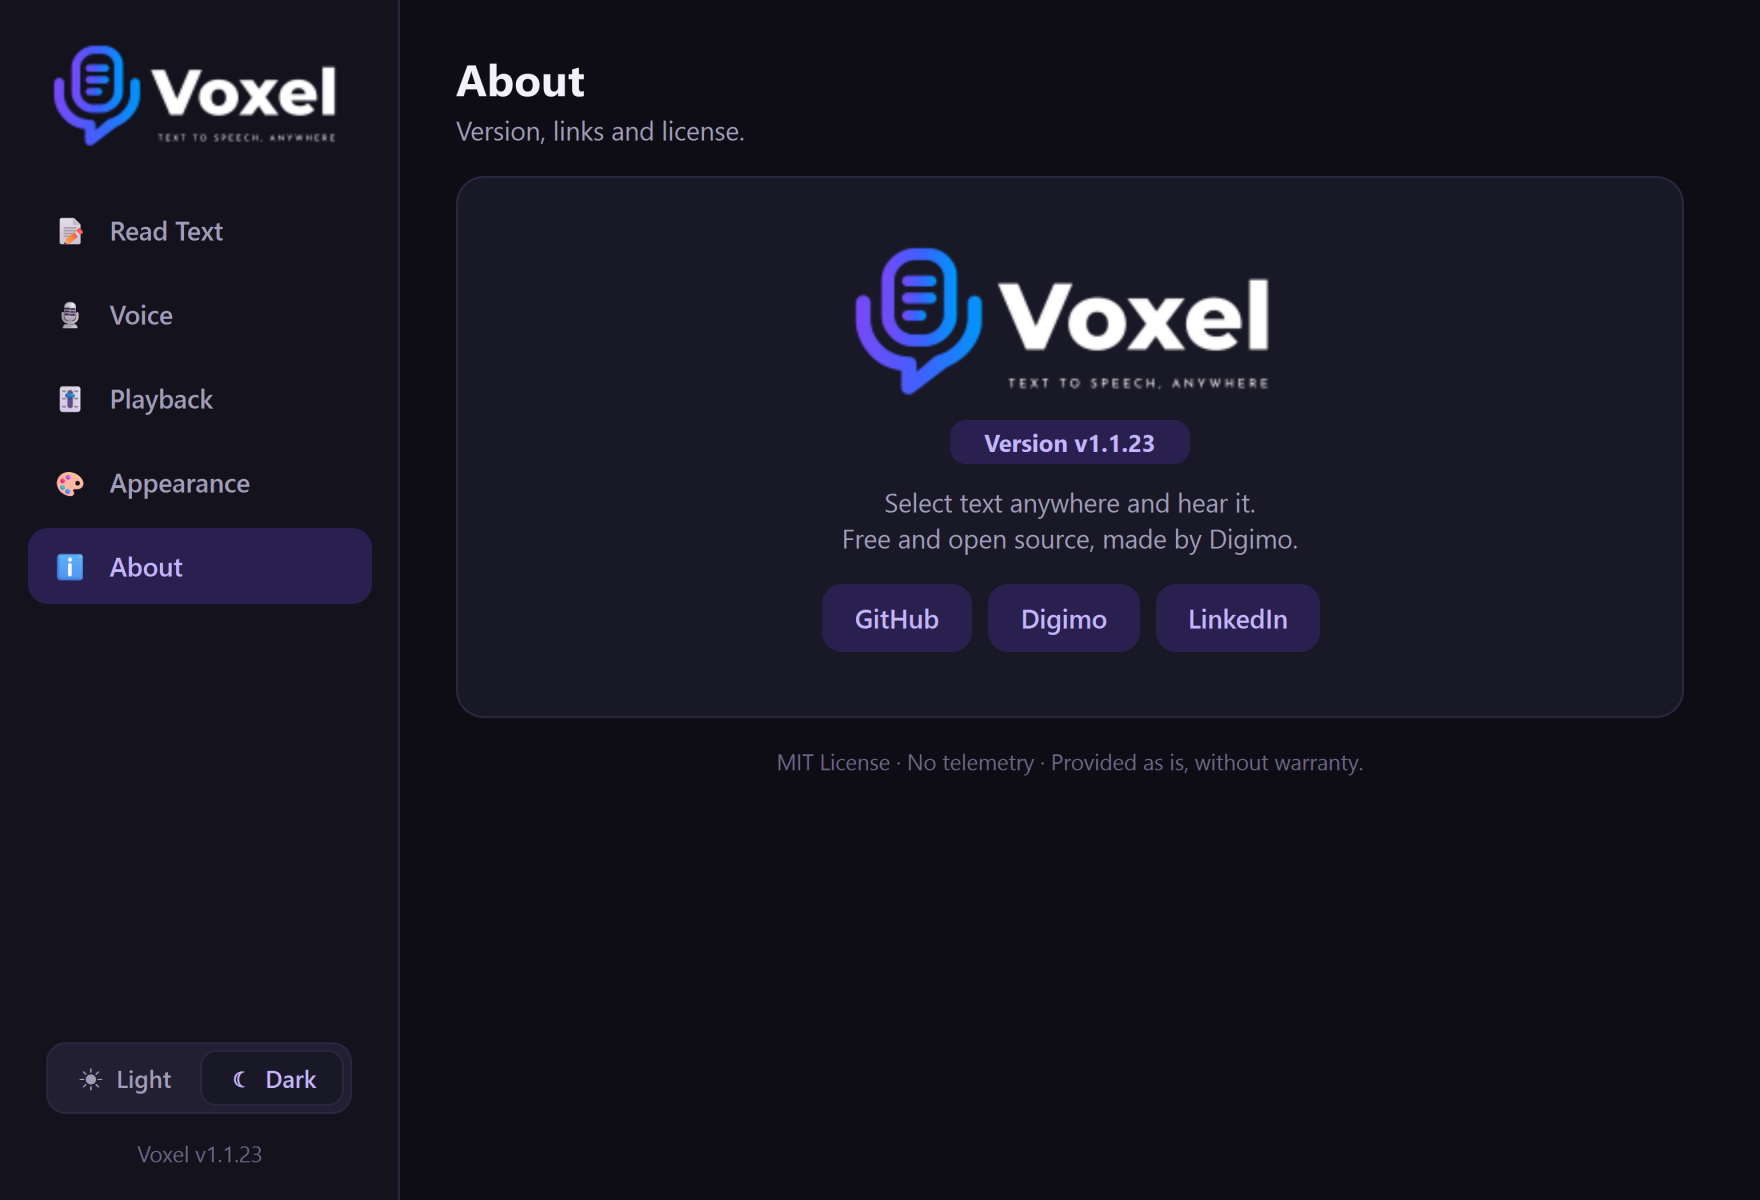 Voxel
TEXT TO SPEECH, ANYWHERE
Read Text
Voice
Playback
Appearance
About
Light
Dark
Voxel v1.1.23
About
Version, links and license.
Voxel
TEXT TO SPEECH, ANYWHERE
Version v1.1.23
Select text anywhere and hear it.
Free and open source, made by Digimo.
GitHub
Digimo
LinkedIn
MIT License · No telemetry · Provided as is, without warranty.